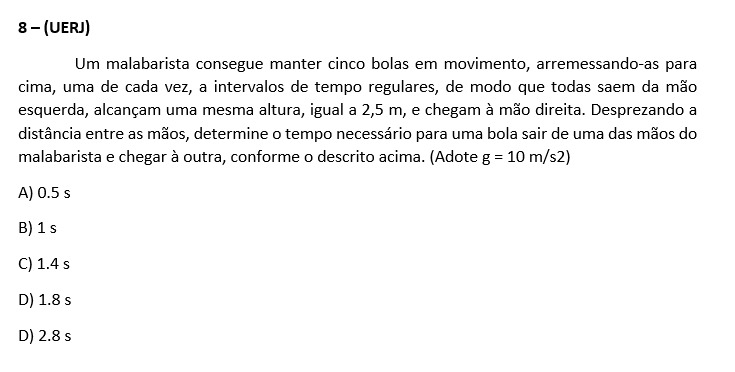 8 – (UERJ)
Um malabarista consegue manter cinco bolas em movimento, arremessando-as para
cima, uma de cada vez, a intervalos de tempo regulares, de modo que todas saem da mão
esquerda, alcançam uma mesma altura, igual a 2,5 m, e chegam à mão direita. Desprezando a
distância entre as mãos, determine o tempo necessário para uma bola sair de uma das mãos do
malabarista e chegar à outra, conforme o descrito acima. (Adote g = 10 m/s2)
A) 0.5 s
B) 1 s
C) 1.4 s
D) 1.8 s
D) 2.8 s